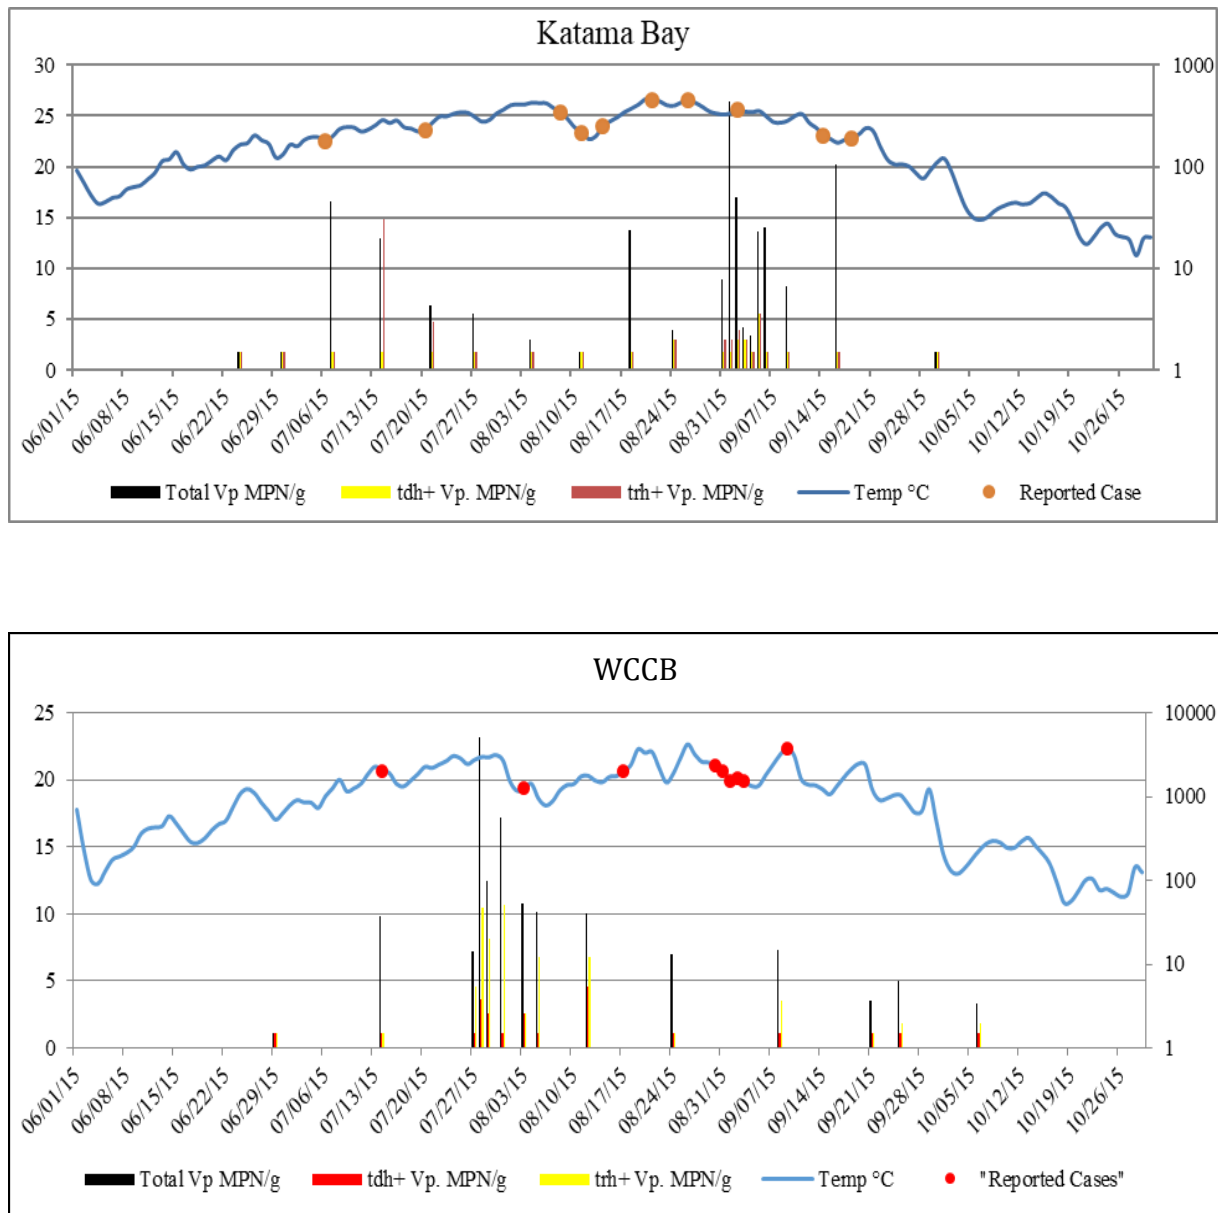 Katama Bay
30 1000
25
20 100
15
10 10
5
0 1
06/01/15 06/08/15 06/15/15 06/22/15 06/29/15 07/06/15 07/13/15 07/20/15 07/27/15 08/03/15 08/10/15 08/17/15 08/24/15 08/31/15 09/07/15 09/14/15 09/21/15 09/28/15 10/05/15 10/12/15 10/19/15 10/26/15
Total Vp MPN/g tdh+ Vp. MPN/g trh+ Vp. MPN/g Temp °C Reported Case
WCCB
25 10000
20 1000
15
100
10
10
5
0 1
06/01/15 06/08/15 06/15/15 06/22/15 06/29/15 07/06/15 07/13/15 07/20/15 07/27/15 08/03/15 08/10/15 08/17/15 08/24/15 08/31/15 09/07/15 09/14/15 09/21/15 09/28/15 10/05/15 10/12/15 10/19/15 10/26/15
Total Vp MPN/g tdh+ Vp. MPN/g trh+ Vp. MPN/g Temp °C "Reported Cases"